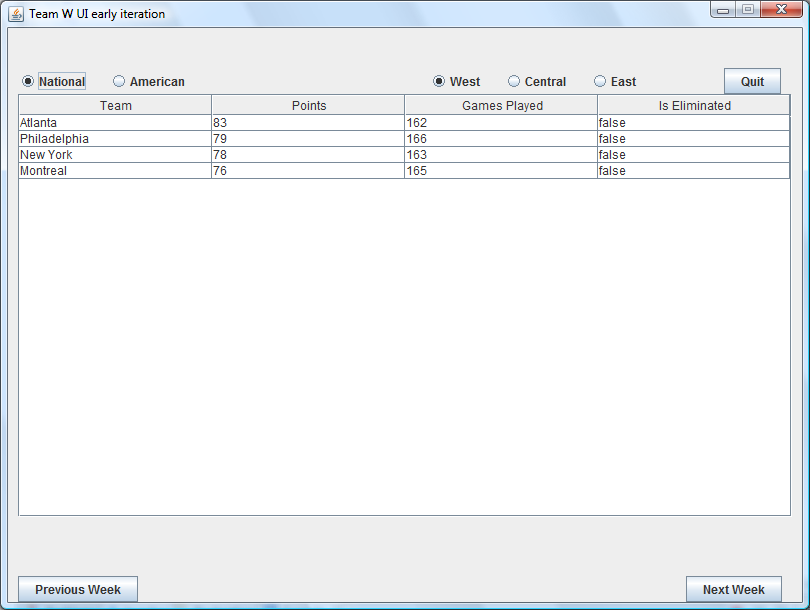 Team W UI early iteration
National American West Central East Quit
Team Points Games Played Is Eliminated
Atlanta 83 162 false
Philadelphia 79 166 false
New York 78 163 false
Montreal 76 165 false
Previous Week Next Week